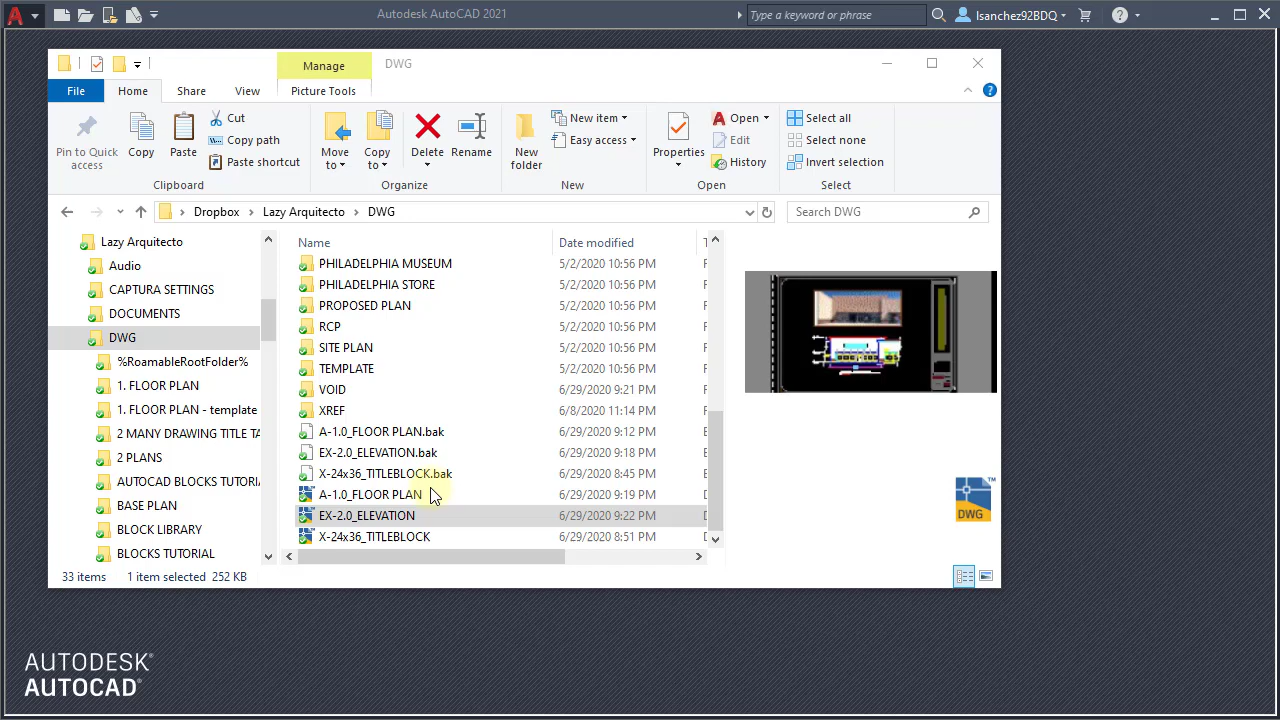 Autodesk AutoCAD 2021
Type a keyword or phrase
lsanchez92BDQ
Manage
DWG
File
Home
Share
View
Picture Tools
Pin to Quick access
Copy
Paste
Cut
Copy path
Paste shortcut
Clipboard
Move to
Copy to
Delete
Rename
Organize
New folder
New item
Easy access
New
Properties
Open
Edit
History
Open
Select all
Select none
Invert selection
Select
Dropbox > Lazy Arquitecto > DWG
Search DWG
Lazy Arquitecto
Audio
CAPTURA SETTINGS
DOCUMENTS
DWG
%RoamableRootFolder%
1. FLOOR PLAN
1. FLOOR PLAN - template
2 MANY DRAWING TITLE TA
2 PLANS
AUTOCAD BLOCKS TUTORI
BASE PLAN
BLOCK LIBRARY
BLOCKS TUTORIAL
Name Date modified
PHILADELPHIA MUSEUM 5/2/2020 10:56 PM F
PHILADELPHIA STORE 5/2/2020 10:56 PM F
PROPOSED PLAN 5/2/2020 10:56 PM F
RCP 5/2/2020 10:56 PM F
SITE PLAN 5/2/2020 10:56 PM F
TEMPLATE 5/2/2020 10:56 PM F
VOID 6/29/2020 9:21 PM F
XREF 6/8/2020 11:14 PM F
A-1.0_FLOOR PLAN.bak 6/29/2020 9:12 PM
EX-2.0_ELEVATION.bak 6/29/2020 9:18 PM
X-24x36_TITLEBLOCK.bak 6/29/2020 8:45 PM
A-1.0_FLOOR PLAN 6/29/2020 9:19 PM
EX-2.0_ELEVATION 6/29/2020 9:22 PM
X-24x36_TITLEBLOCK 6/29/2020 8:51 PM
DWG™
33 items 1 item selected 252 KB
AUTODESK®
AUTOCAD®